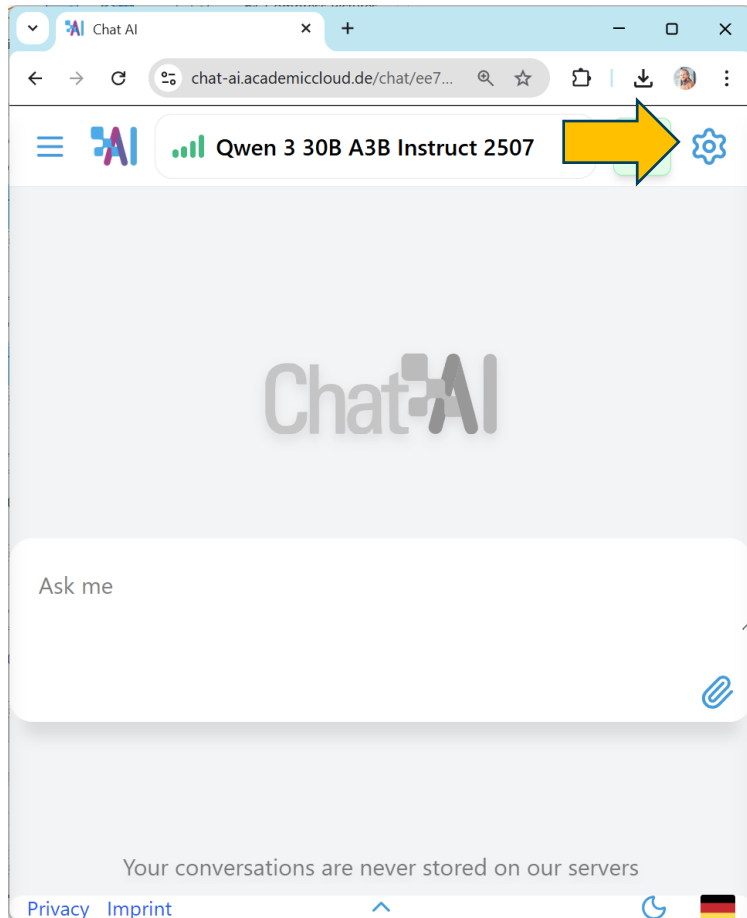 Chat AI
chat-ai.academiccloud.de/chat/ee7...
AI
Qwen 3 30B A3B Instruct 2507
Chat AI
Ask me
Your conversations are never stored on our servers
Privacy Imprint